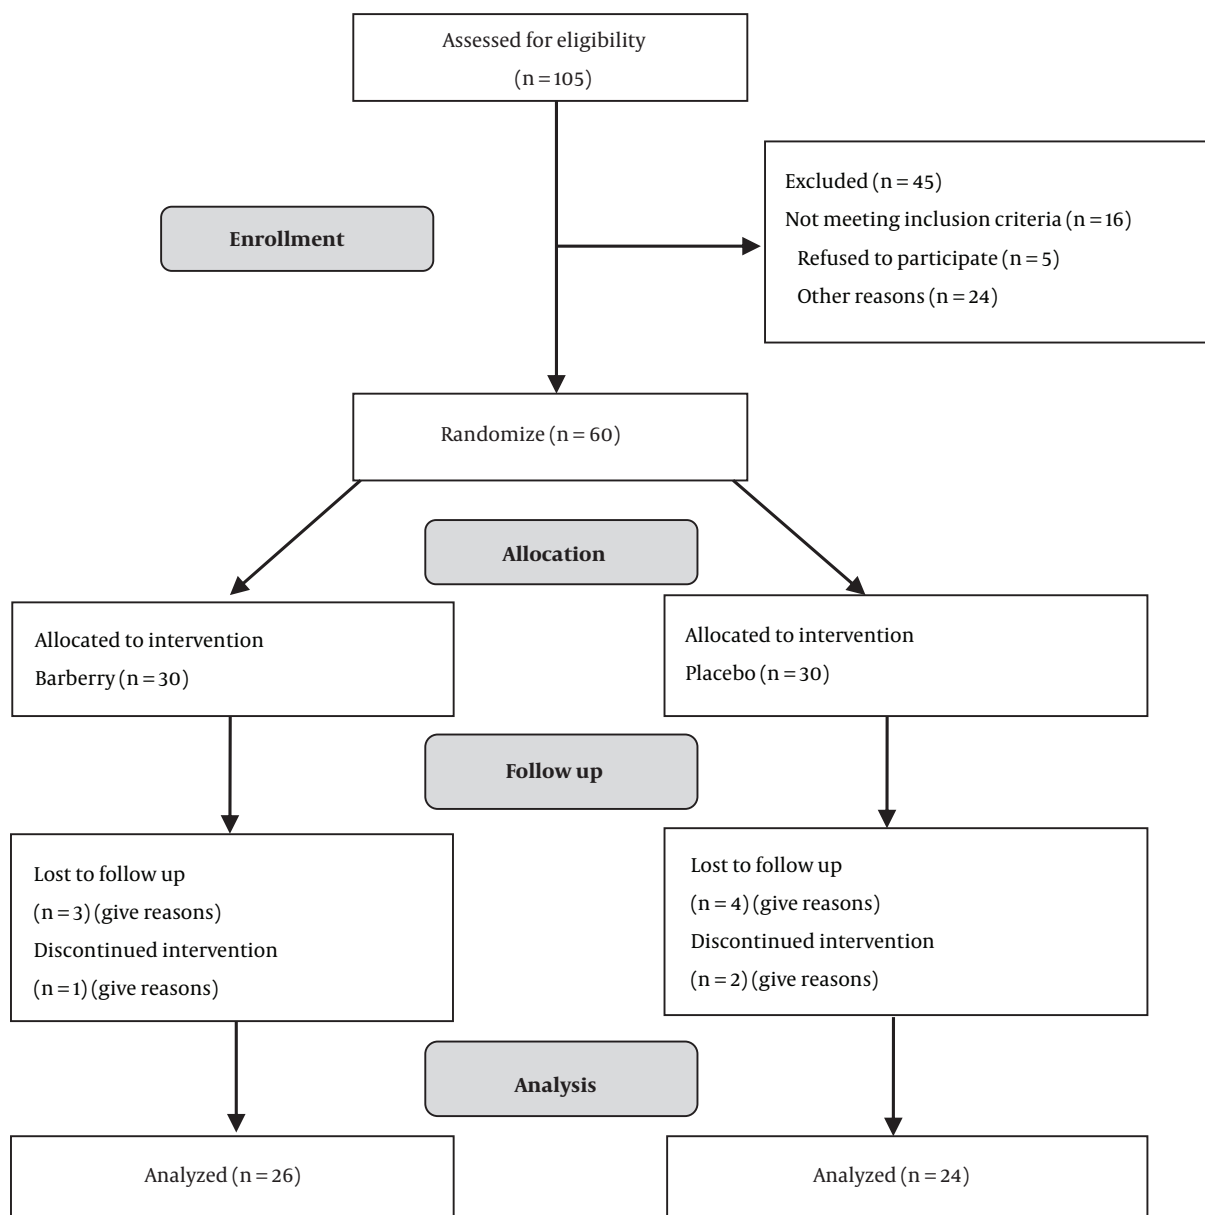 Assessed for eligibility
(n = 105)
Excluded (n = 45)
Not meeting inclusion criteria (n = 16)
Refused to participate (n = 5)
Other reasons (n = 24)
Enrollment
Randomize (n = 60)
Allocation
Allocated to intervention
Barberry (n = 30)
Allocated to intervention
Placebo (n = 30)
Follow up
Lost to follow up
(n = 3) (give reasons)
Discontinued intervention
(n = 1) (give reasons)
Lost to follow up
(n = 4) (give reasons)
Discontinued intervention
(n = 2) (give reasons)
Analysis
Analyzed (n = 26)
Analyzed (n = 24)